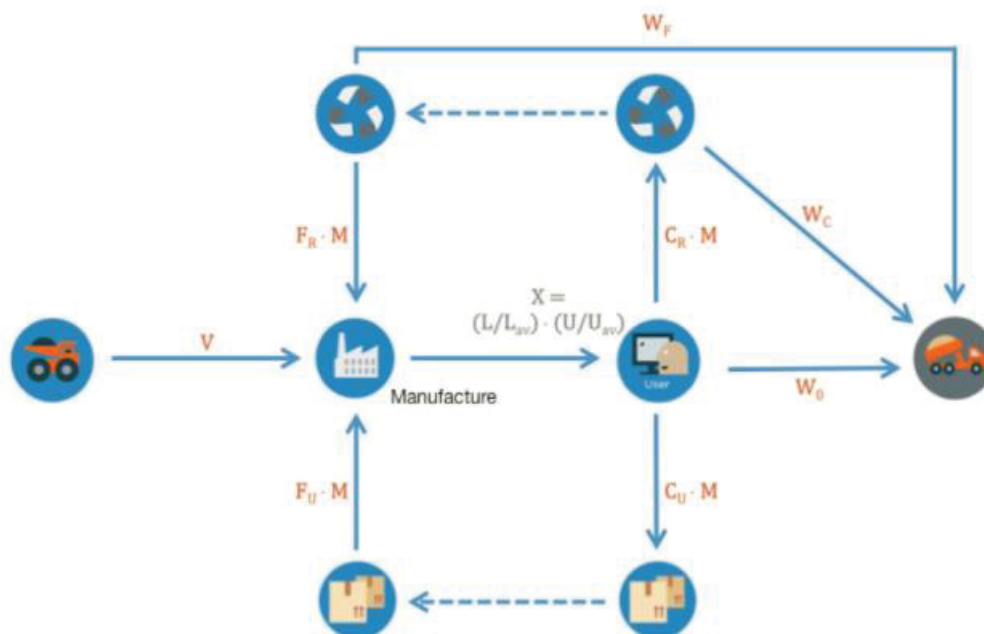 W_F
F_R · M
C_R · M
W_C
X =
(L/L_av) · (U/U_av)
V
User
Manufacture
W_0
F_U · M
C_U · M